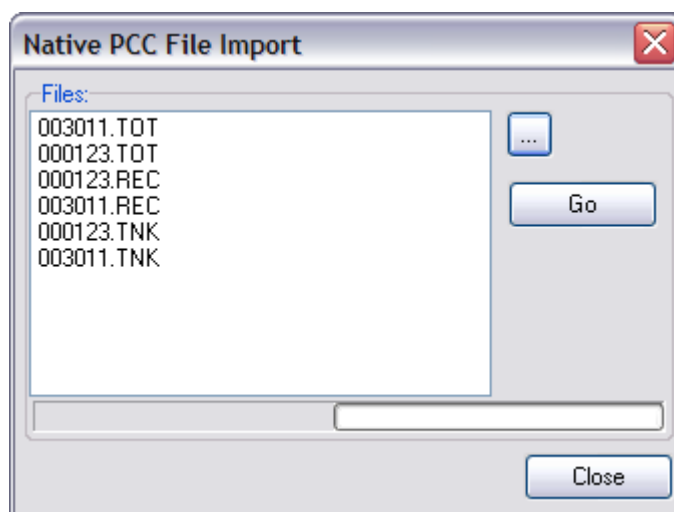 Native PCC File Import
Files:
003011.TOT
000123.TOT
000123.REC
003011.REC
000123.TNK
003011.TNK
...
Go
Close